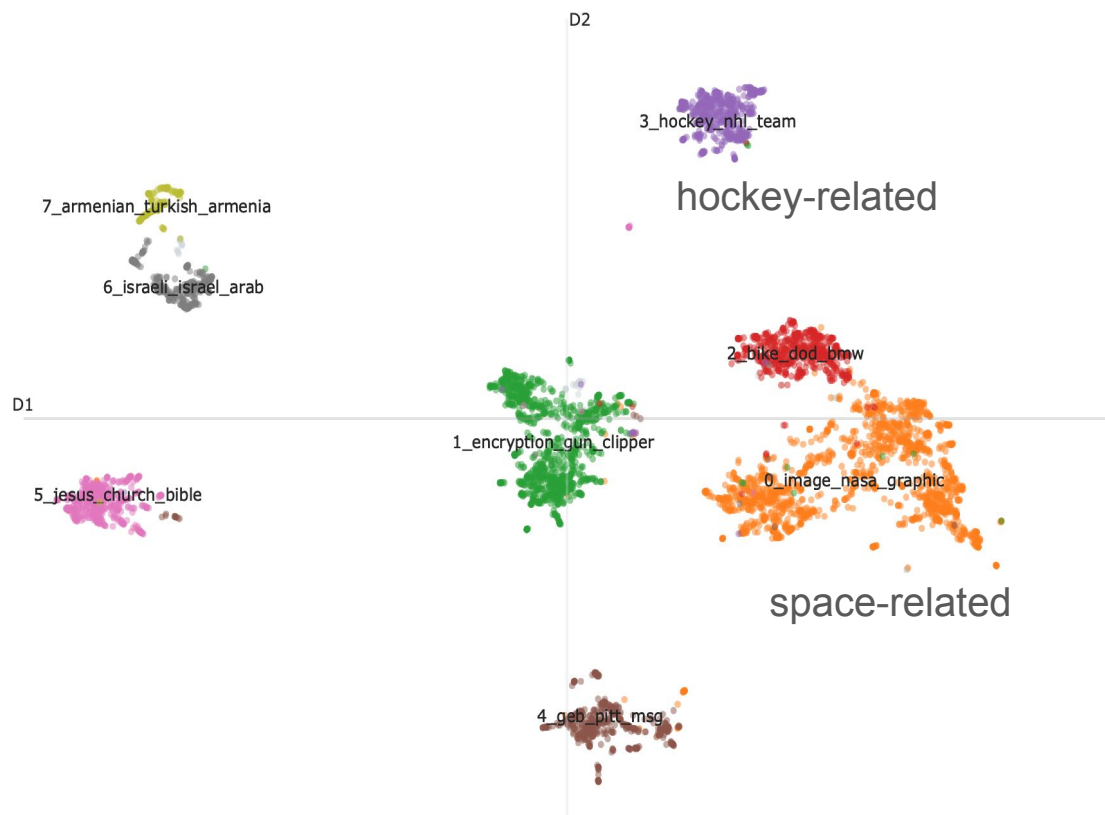 D2
3_hockey_nhl_team
hockey-related
7_armenian_turkish_armenia
6_israeli_israel_arab
2_bike_dod_bmw
D1
1_encryption_gun_clipper
0_image_nasa_graphic
5_jesus_church_bible
space-related
4_geb_pitt_msg